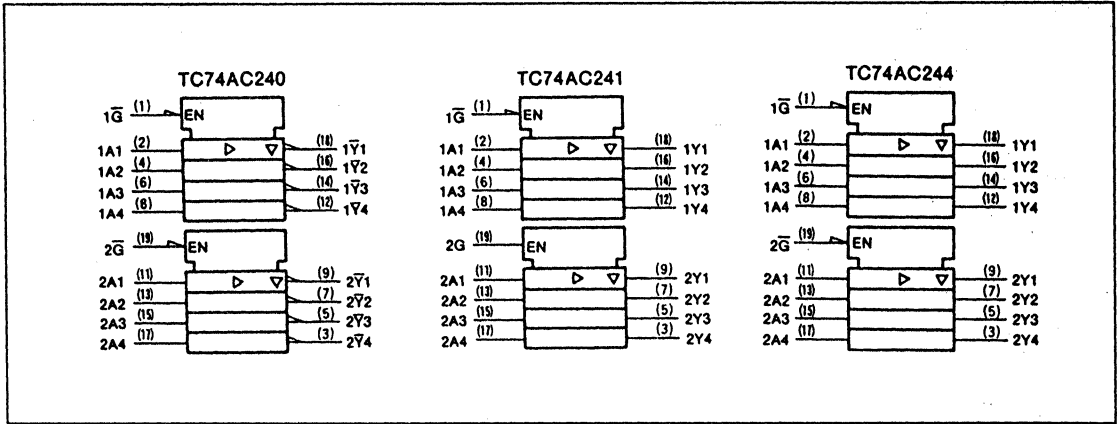 TC74AC240
1G̅ (1) EN
1A1 (2) (18) 1Y̅1
1A2 (4) (16) 1Y̅2
1A3 (6) (14) 1Y̅3
1A4 (8) (12) 1Y̅4
2G̅ (19) EN
2A1 (11) (9) 2Y̅1
2A2 (13) (7) 2Y̅2
2A3 (15) (5) 2Y̅3
2A4 (17) (3) 2Y̅4
TC74AC241
1G̅ (1) EN
1A1 (2) (18) 1Y1
1A2 (4) (16) 1Y2
1A3 (6) (14) 1Y3
1A4 (8) (12) 1Y4
2G (19) EN
2A1 (11) (9) 2Y1
2A2 (13) (7) 2Y2
2A3 (15) (5) 2Y3
2A4 (17) (3) 2Y4
TC74AC244
1G̅ (1) EN
1A1 (2) (18) 1Y1
1A2 (4) (16) 1Y2
1A3 (6) (14) 1Y3
1A4 (8) (12) 1Y4
2G̅ (19) EN
2A1 (11) (9) 2Y1
2A2 (13) (7) 2Y2
2A3 (15) (5) 2Y3
2A4 (17) (3) 2Y4